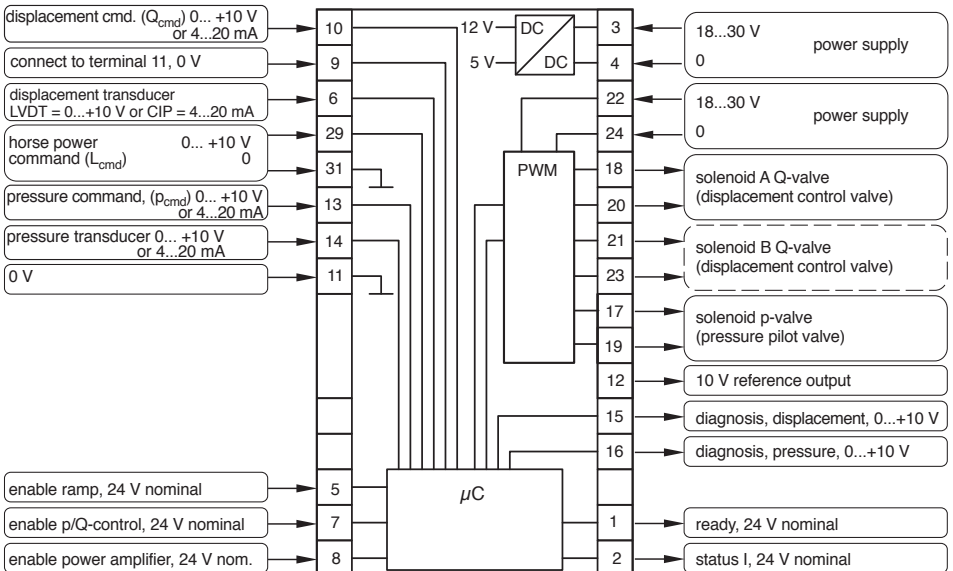 displacement cmd. (Qcmd) 0... +10 V
or 4...20 mA
10
connect to terminal 11, 0 V
9
displacement transducer
LVDT = 0...+10 V or CIP = 4...20 mA
6
horse power 0... +10 V
command (Lcmd) 0
29
31
pressure command, (pcmd) 0... +10 V
or 4...20 mA
13
pressure transducer 0... +10 V
or 4...20 mA
14
0 V
11
enable ramp, 24 V nominal
5
enable p/Q-control, 24 V nominal
7
enable power amplifier, 24 V nom.
8
12 V
5 V
DC
DC
PWM
µC
3
18...30 V
power supply
4
0
22
18...30 V
power supply
24
0
18
solenoid A Q-valve
(displacement control valve)
20
21
solenoid B Q-valve
(displacement control valve)
23
17
solenoid p-valve
(pressure pilot valve)
19
12
10 V reference output
15
diagnosis, displacement, 0...+10 V
16
diagnosis, pressure, 0...+10 V
1
ready, 24 V nominal
2
status I, 24 V nominal